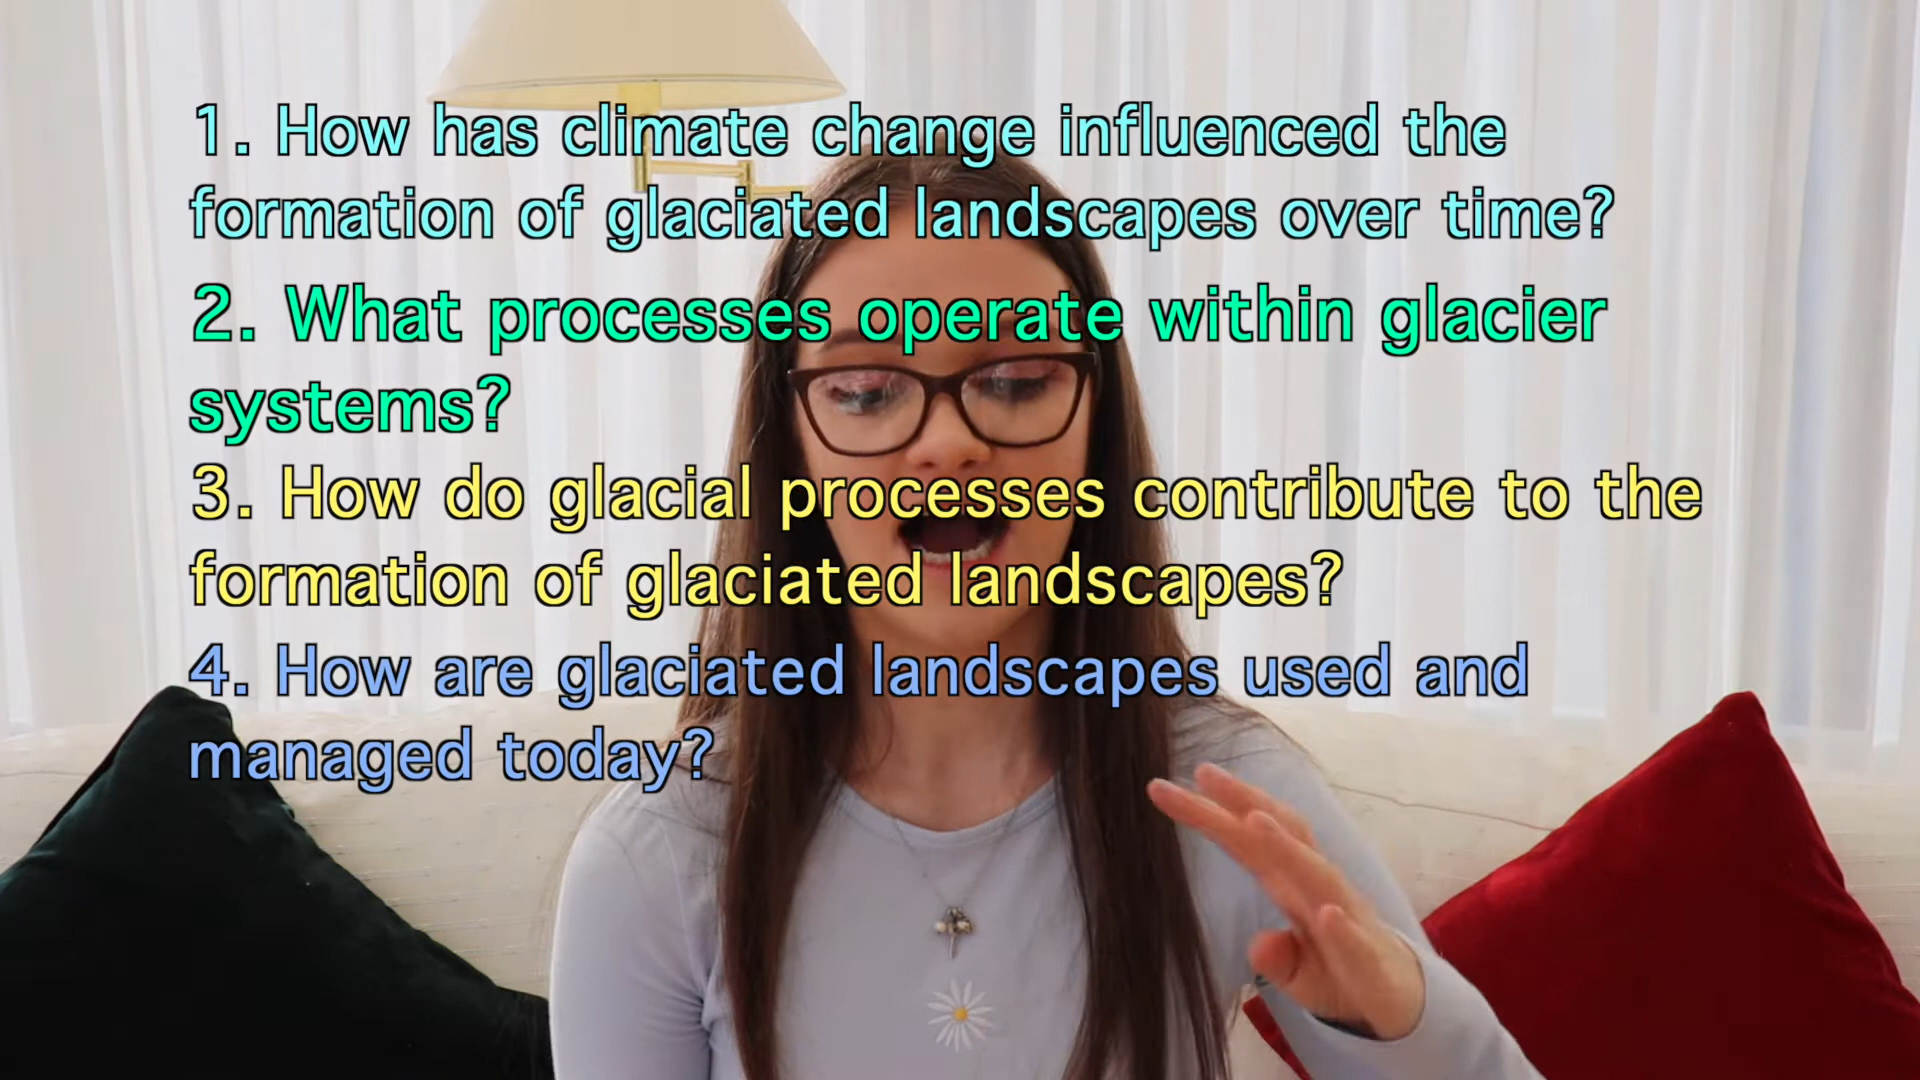 1. How has climate change influenced the
formation of glaciated landscapes over time?
2. What processes operate within glacier
systems?
3. How do glacial processes contribute to the
formation of glaciated landscapes?
4. How are glaciated landscapes used and
managed today?